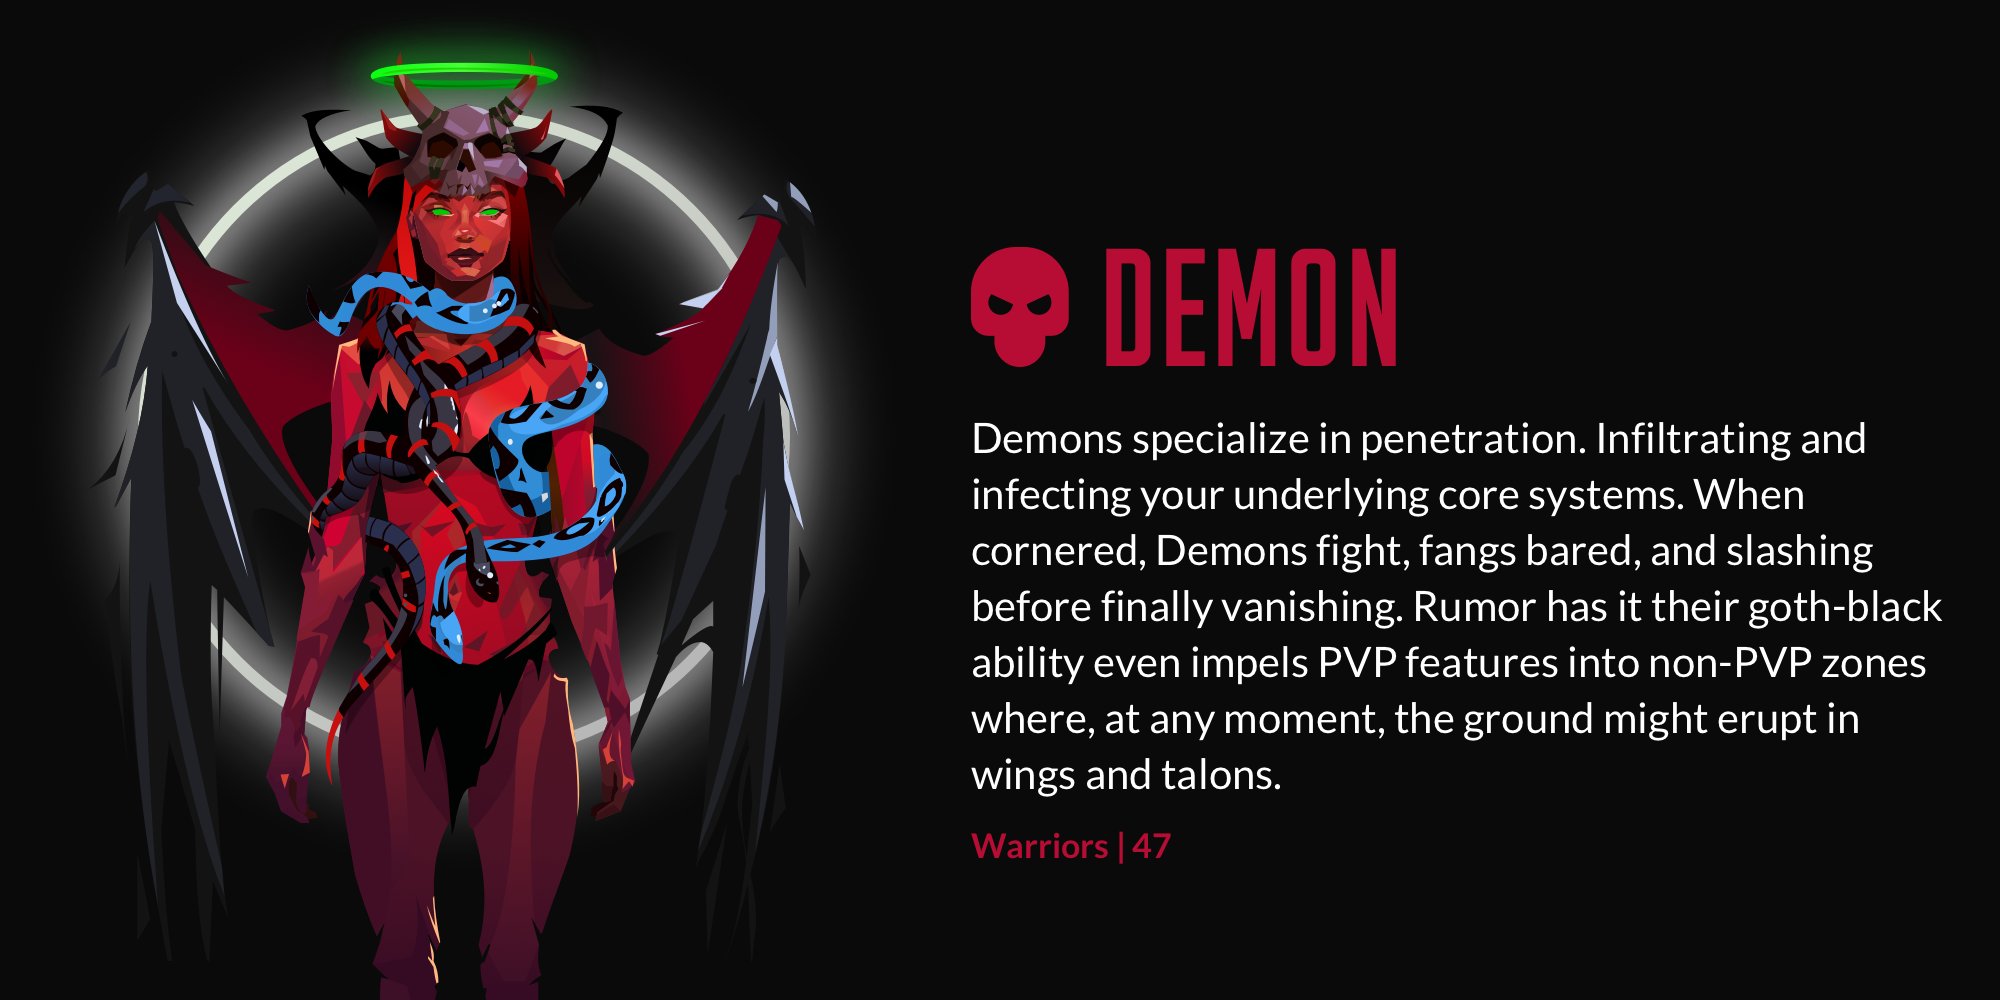 DEMON
Demons specialize in penetration. Infiltrating and
infecting your underlying core systems. When
cornered, Demons fight, fangs bared, and slashing
before finally vanishing. Rumor has it their goth-black
ability even impels PVP features into non-PVP zones
where, at any moment, the ground might erupt in
wings and talons.
Warriors | 47